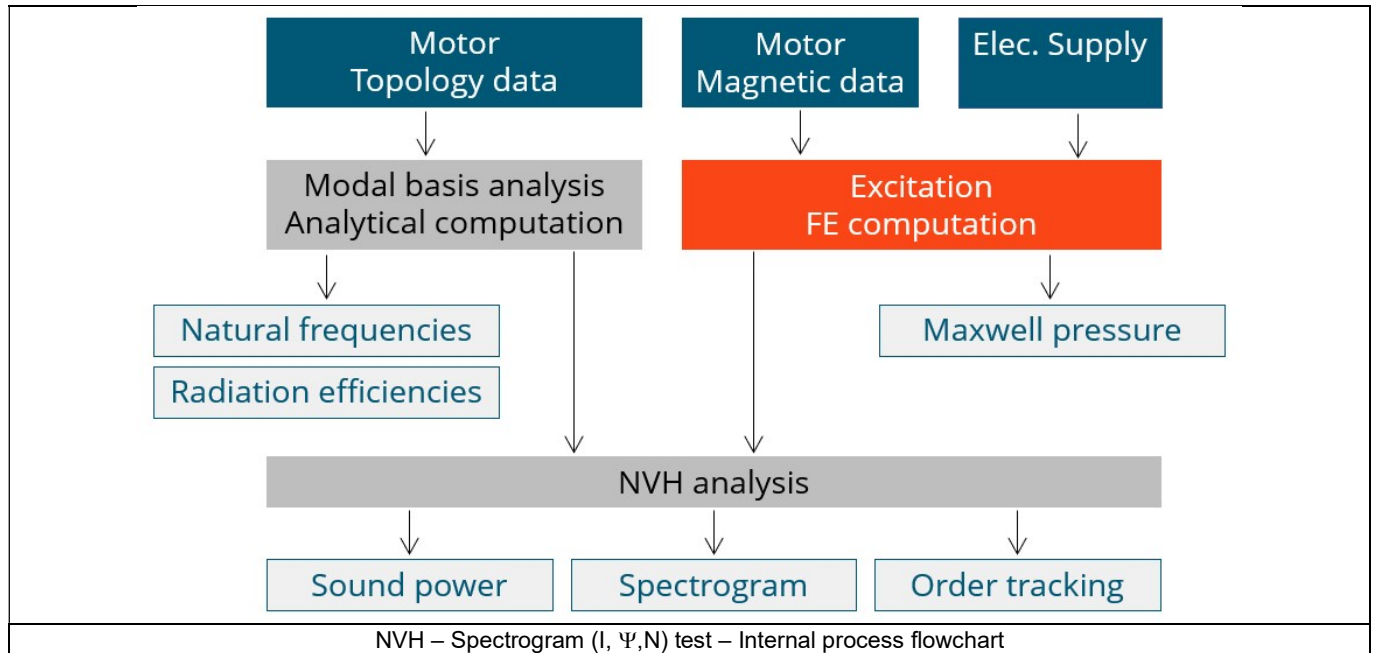 Motor
Topology data
Motor
Magnetic data
Elec. Supply
Modal basis analysis
Analytical computation
Excitation
FE computation
Natural frequencies
Radiation efficiencies
Maxwell pressure
NVH analysis
Sound power
Spectrogram
Order tracking
NVH – Spectrogram (I, Ψ,N) test – Internal process flowchart